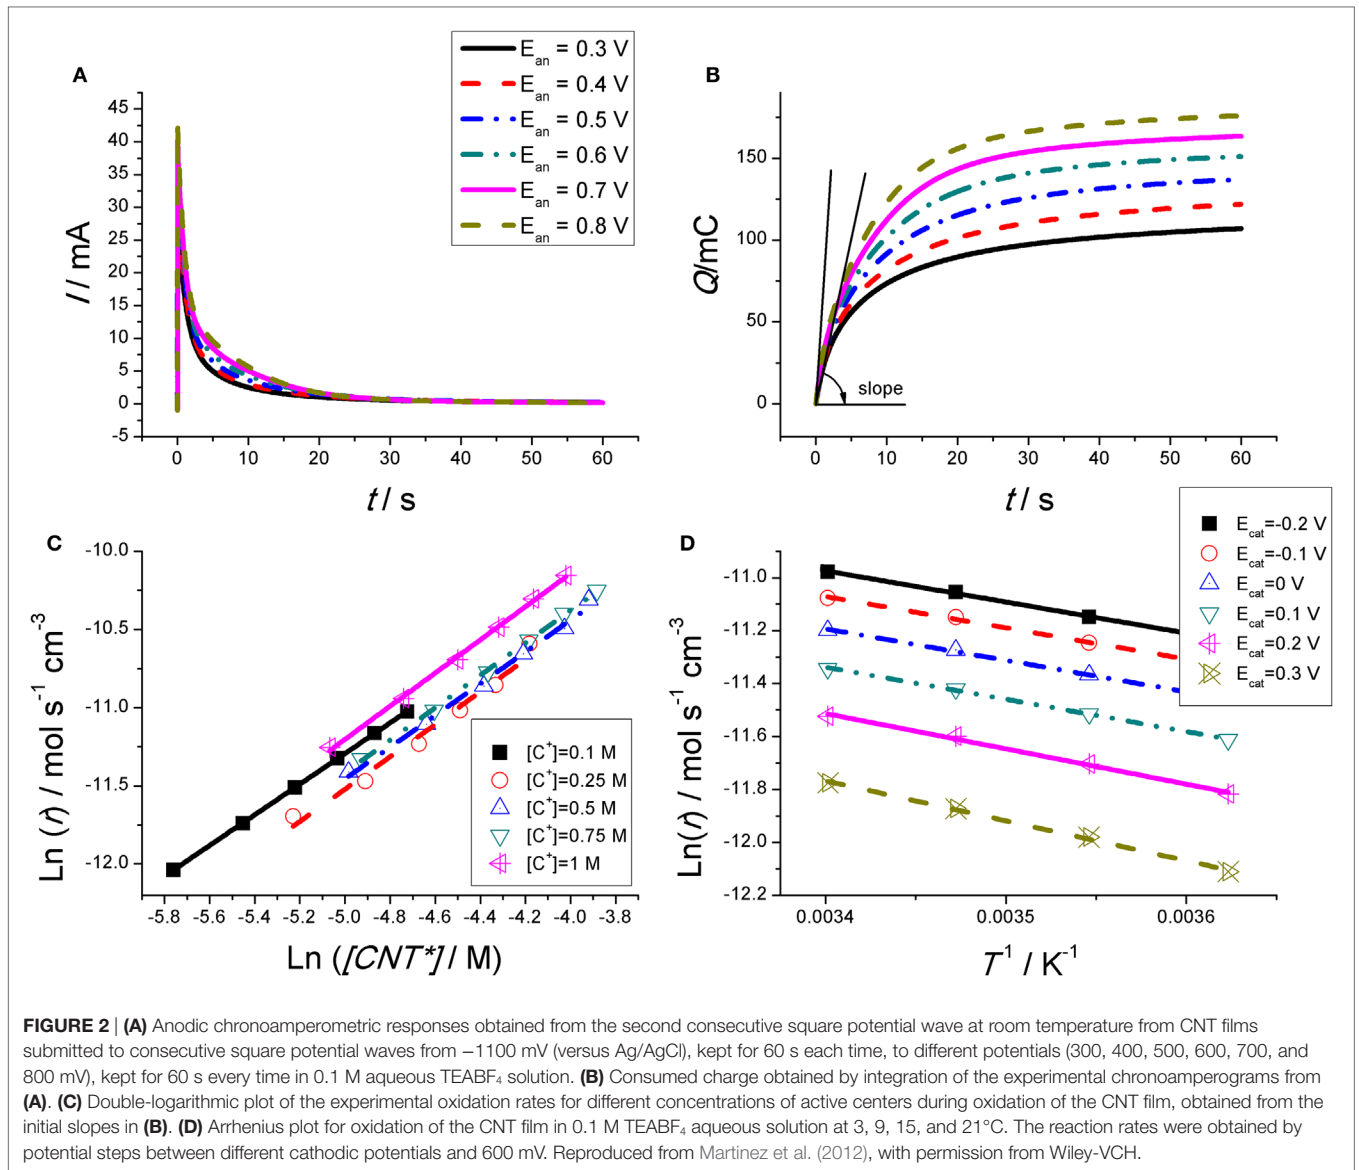 A
E_an = 0.3 V
E_an = 0.4 V
E_an = 0.5 V
E_an = 0.6 V
E_an = 0.7 V
E_an = 0.8 V
45
40
35
30
25
20
15
10
5
0
-5
I / mA
0 10 20 30 40 50 60
t / s
B
150
100
50
0
Q/mC
slope
0 10 20 30 40 50 60
t / s
C
-10.0
-10.5
-11.0
-11.5
-12.0
Ln (r) / mol s⁻¹ cm⁻³
[C⁺]=0.1 M
[C⁺]=0.25 M
[C⁺]=0.5 M
[C⁺]=0.75 M
[C⁺]=1 M
-5.8 -5.6 -5.4 -5.2 -5.0 -4.8 -4.6 -4.4 -4.2 -4.0 -3.8
Ln ([CNT*] / M)
D
E_cat=-0.2 V
E_cat=-0.1 V
E_cat=0 V
E_cat=0.1 V
E_cat=0.2 V
E_cat=0.3 V
-11.0
-11.2
-11.4
-11.6
-11.8
-12.0
-12.2
Ln(r) / mol s⁻¹ cm⁻³
0.0034 0.0035 0.0036
T¹ / K⁻¹
FIGURE 2 | (A) Anodic chronoamperometric responses obtained from the second consecutive square potential wave at room temperature from CNT films
submitted to consecutive square potential waves from −1100 mV (versus Ag/AgCl), kept for 60 s each time, to different potentials (300, 400, 500, 600, 700, and
800 mV), kept for 60 s every time in 0.1 M aqueous TEABF₄ solution. (B) Consumed charge obtained by integration of the experimental chronoamperograms from
(A). (C) Double-logarithmic plot of the experimental oxidation rates for different concentrations of active centers during oxidation of the CNT film, obtained from the
initial slopes in (B). (D) Arrhenius plot for oxidation of the CNT film in 0.1 M TEABF₄ aqueous solution at 3, 9, 15, and 21°C. The reaction rates were obtained by
potential steps between different cathodic potentials and 600 mV. Reproduced from Martinez et al. (2012), with permission from Wiley-VCH.